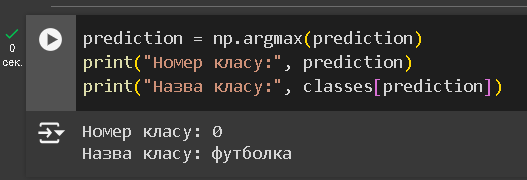 prediction = np.argmax(prediction)
print("Номер класу:", prediction)
print("Назва класу:", classes[prediction])
0
сек.
Номер класу: 0
Назва класу: футболка